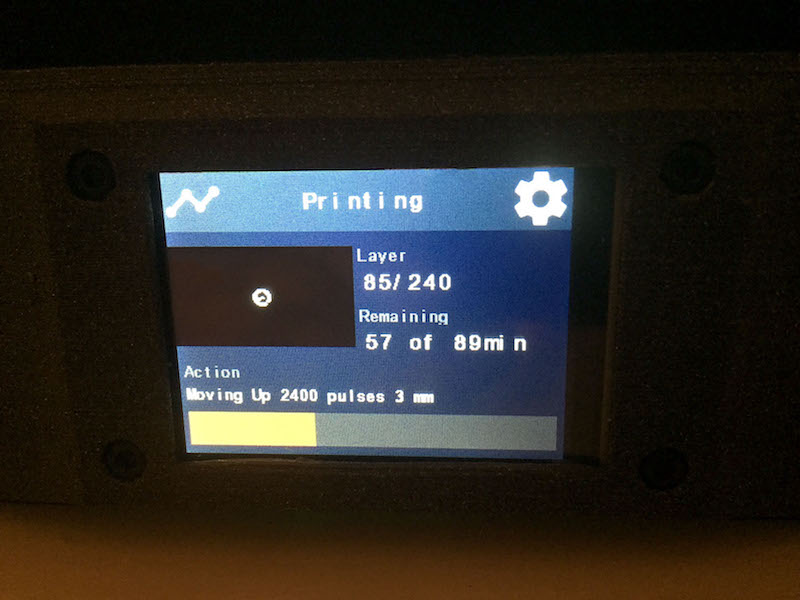 Printing
Layer
85/240
Remaining
57 of 89min
Action
Moving Up 2400 pulses 3 mm